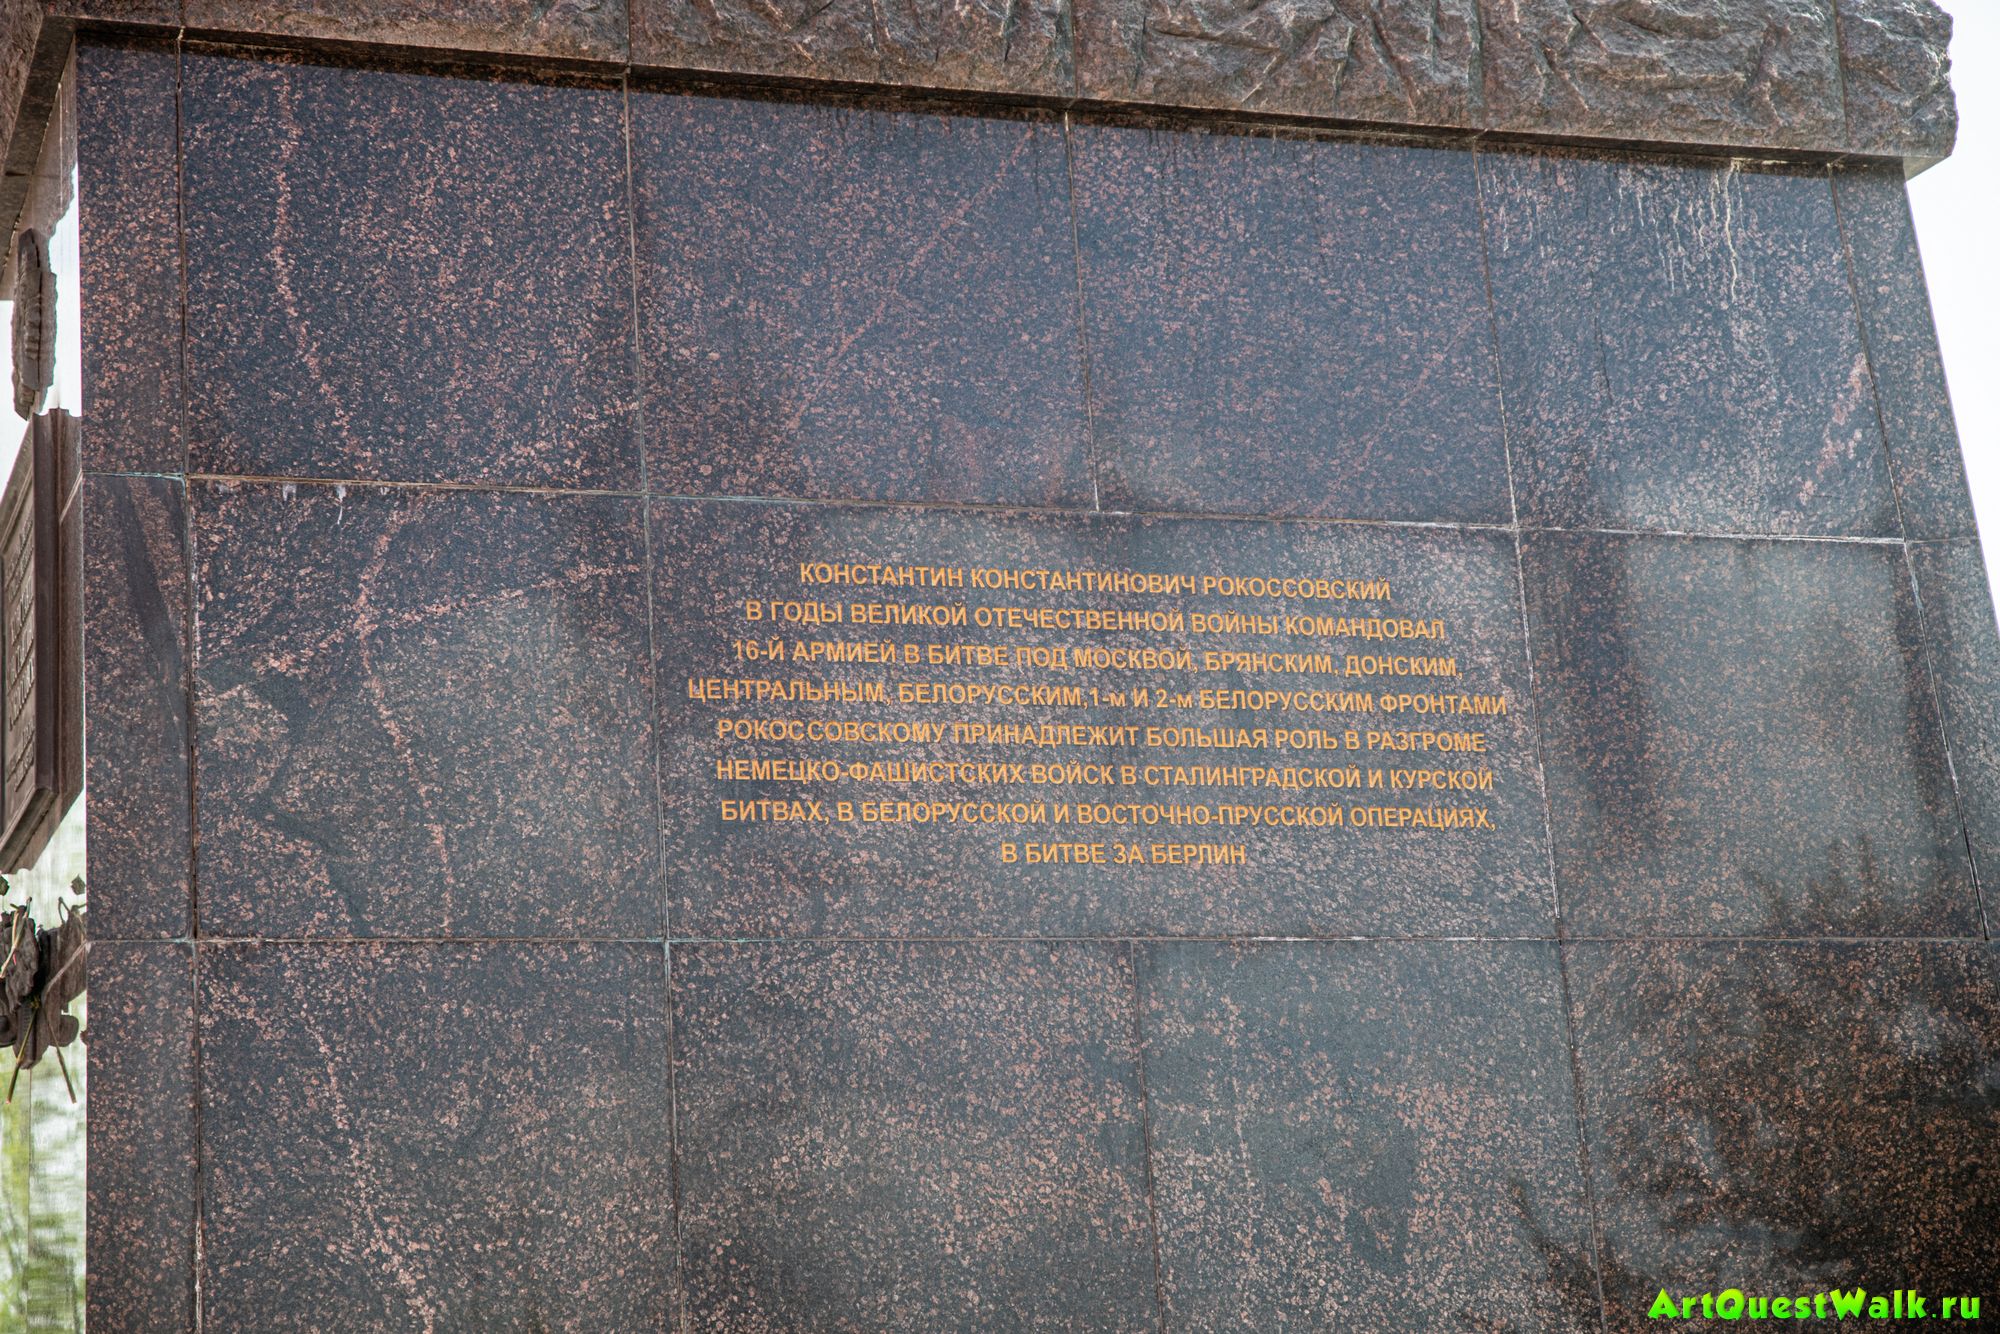 КОНСТАНТИН КОНСТАНТИНОВИЧ РОКОССОВСКИЙ
В ГОДЫ ВЕЛИКОЙ ОТЕЧЕСТВЕННОЙ ВОЙНЫ КОМАНДОВАЛ
16-Й АРМИЕЙ В БИТВЕ ПОД МОСКВОЙ, БРЯНСКИМ, ДОНСКИМ,
ЦЕНТРАЛЬНЫМ, БЕЛОРУССКИМ,1-м И 2-м БЕЛОРУССКИМ ФРОНТАМИ
РОКОССОВСКОМУ ПРИНАДЛЕЖИТ БОЛЬШАЯ РОЛЬ В РАЗГРОМЕ
НЕМЕЦКО-ФАШИСТСКИХ ВОЙСК В СТАЛИНГРАДСКОЙ И КУРСКОЙ
БИТВАХ, В БЕЛОРУССКОЙ И ВОСТОЧНО-ПРУССКОЙ ОПЕРАЦИЯХ,
В БИТВЕ ЗА БЕРЛИН
ArtQuestWalk.ru